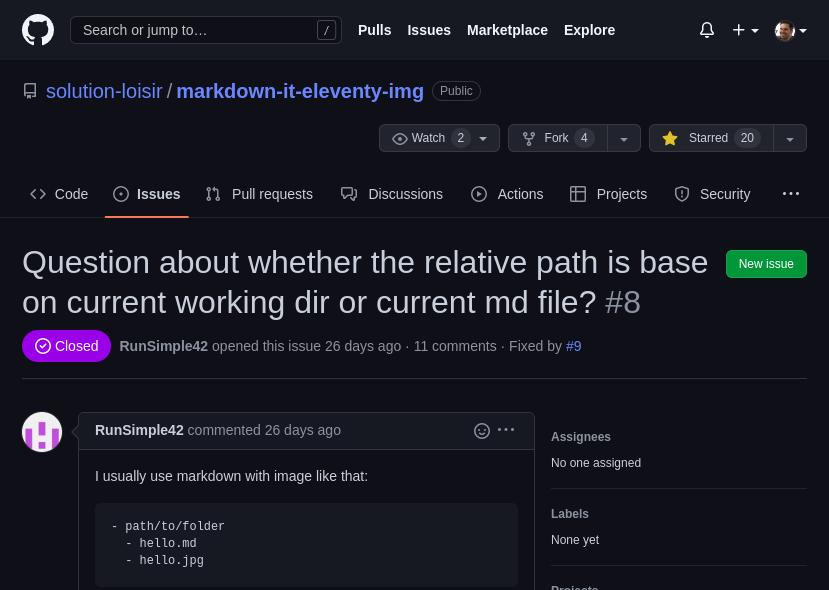 Search or jump to… /
Pulls Issues Marketplace Explore
solution-loisir / markdown-it-eleventy-img Public
Watch 2 Fork 4 Starred 20
Code Issues Pull requests Discussions Actions Projects Security
Question about whether the relative path is base
on current working dir or current md file? #8
New issue
Closed RunSimple42 opened this issue 26 days ago · 11 comments · Fixed by #9
RunSimple42 commented 26 days ago
I usually use markdown with image like that:
- path/to/folder
- hello.md
- hello.jpg
Assignees
No one assigned
Labels
None yet
Projects